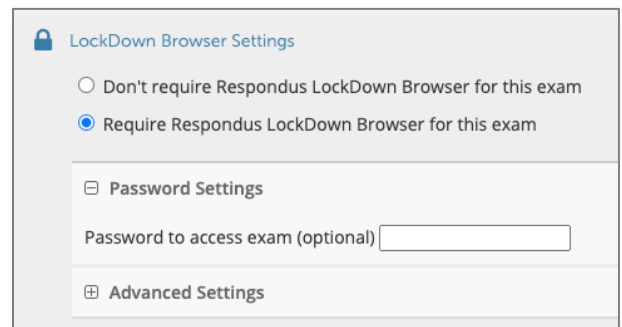 LockDown Browser Settings
Don't require Respondus LockDown Browser for this exam
Require Respondus LockDown Browser for this exam
Password Settings
Password to access exam (optional)
Advanced Settings